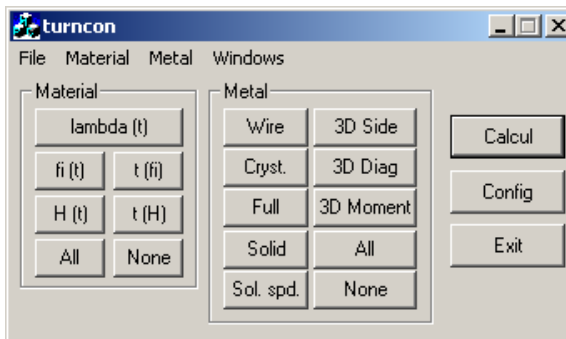 turncon
File Material Metal Windows
Material
lambda (t)
fi (t) t (fi)
H (t) t (H)
All None
Metal
Wire 3D Side
Cryst. 3D Diag
Full 3D Moment
Solid All
Sol. spd. None
Calcul
Config
Exit